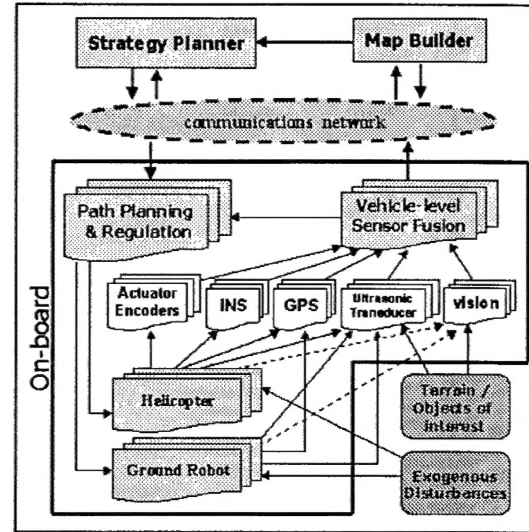 Strategy Planner
Map Builder
communications network
Path Planning
& Regulation
Vehicle-level
Sensor Fusion
Actuator
Encoders
INS
GPS
Ultrasonic
Tranducer
vision
On-board
Helicopter
Terrain /
Objects of
Interest
Ground Robot
Exogenous
Disturbances